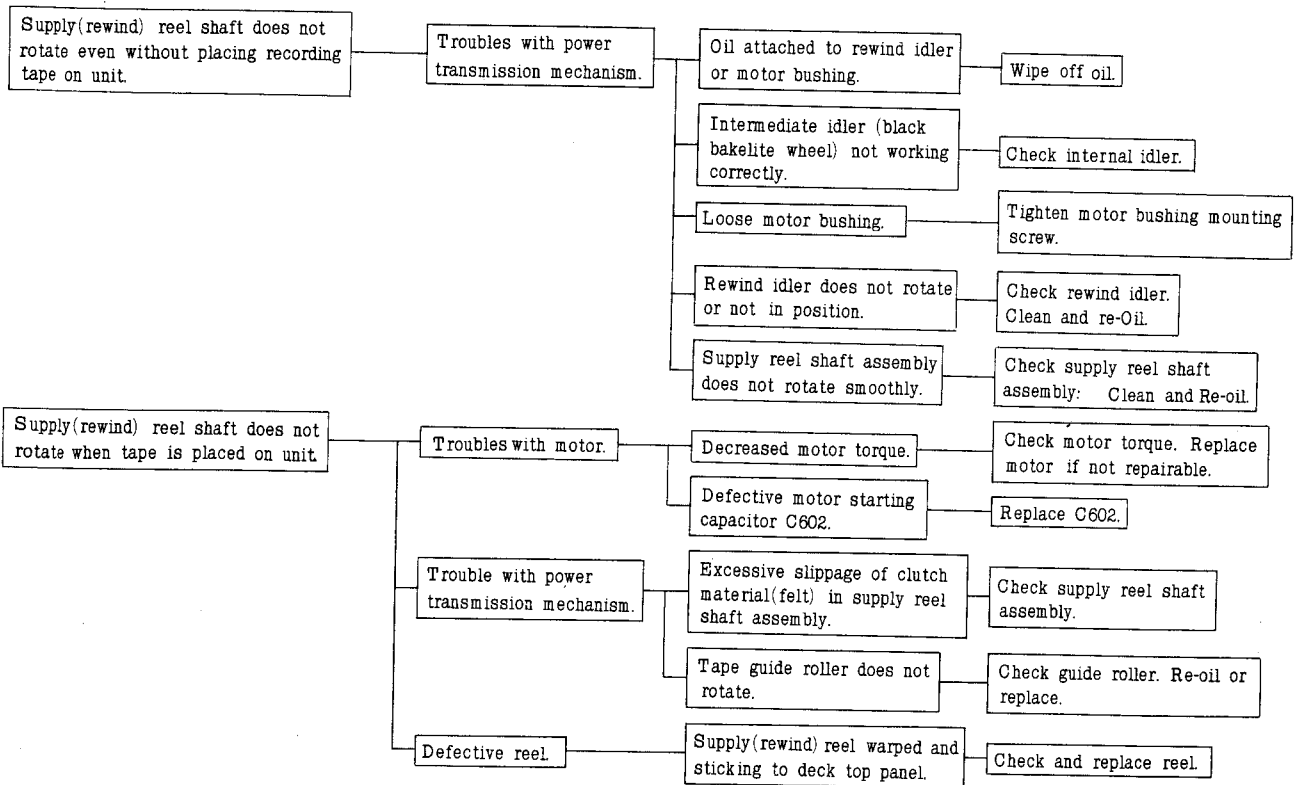 Supply(rewind) reel shaft does not
rotate even without placing recording
tape on unit.
Troubles with power
transmission mechanism.
Oil attached to rewind idler
or motor bushing.
Wipe off oil.
Intermediate idler (black
bakelite wheel) not working
correctly.
Check internal idler.
Loose motor bushing.
Tighten motor bushing mounting
screw.
Rewind idler does not rotate
or not in position.
Check rewind idler.
Clean and re-Oil.
Supply reel shaft assembly
does not rotate smoothly.
Check supply reel shaft
assembly: Clean and Re-oil.
Supply(rewind) reel shaft does not
rotate when tape is placed on unit
Troubles with motor.
Decreased motor torque.
Check motor torque. Replace
motor if not repairable.
Defective motor starting
capacitor C602.
Replace C602.
Trouble with power
transmission mechanism.
Excessive slippage of clutch
material(felt) in supply reel
shaft assembly.
Check supply reel shaft
assembly.
Tape guide roller does not
rotate.
Check guide roller. Re-oil or
replace.
Defective reel.
Supply(rewind) reel warped and
sticking to deck top panel.
Check and replace reel.